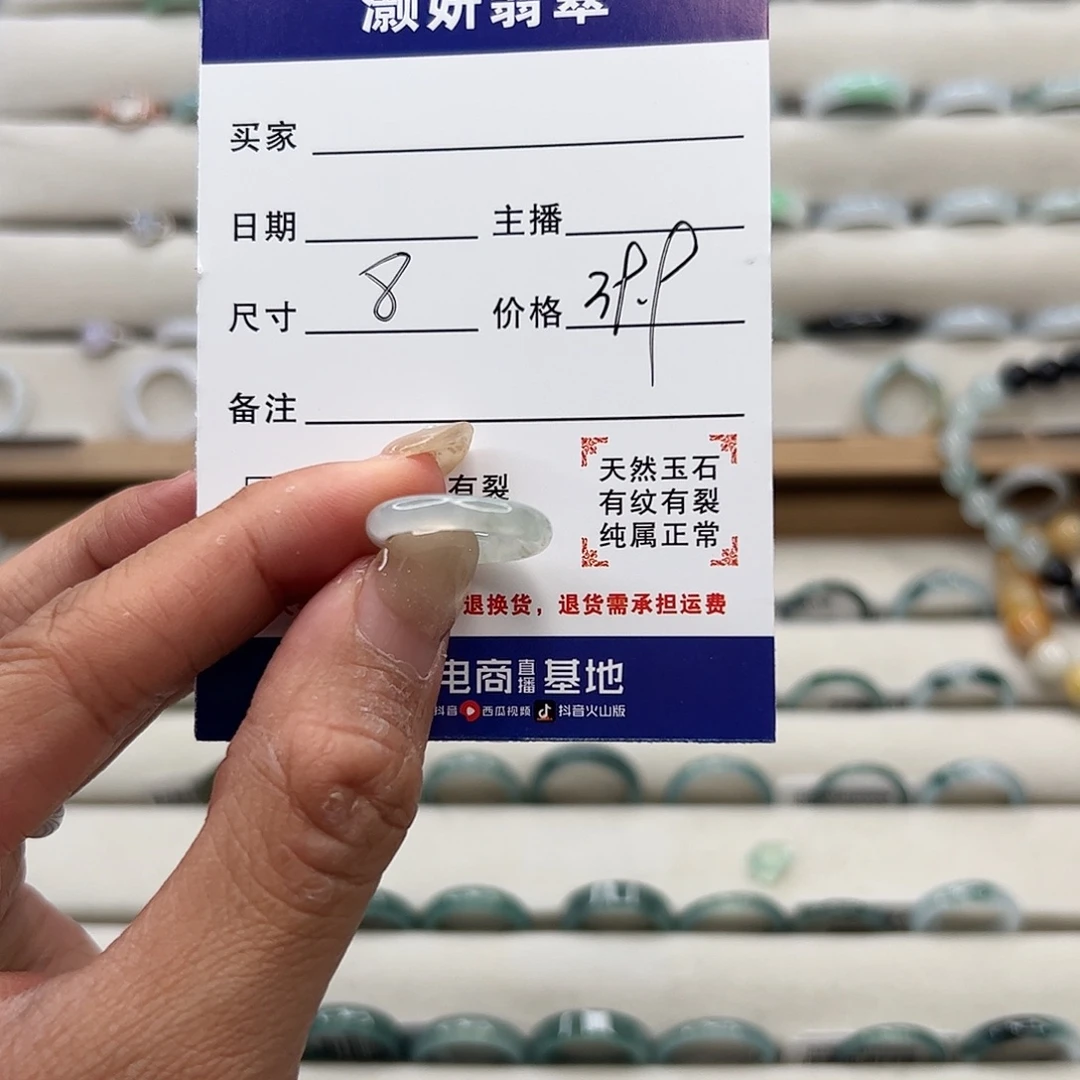 灏妍翡翠
买家
日期 主播
尺寸 8 价格
备注
有裂
天然玉石
有纹有裂
纯属正常
退换货，退货需承担运费
电商直播基地
抖音 西瓜视频 抖音火山版